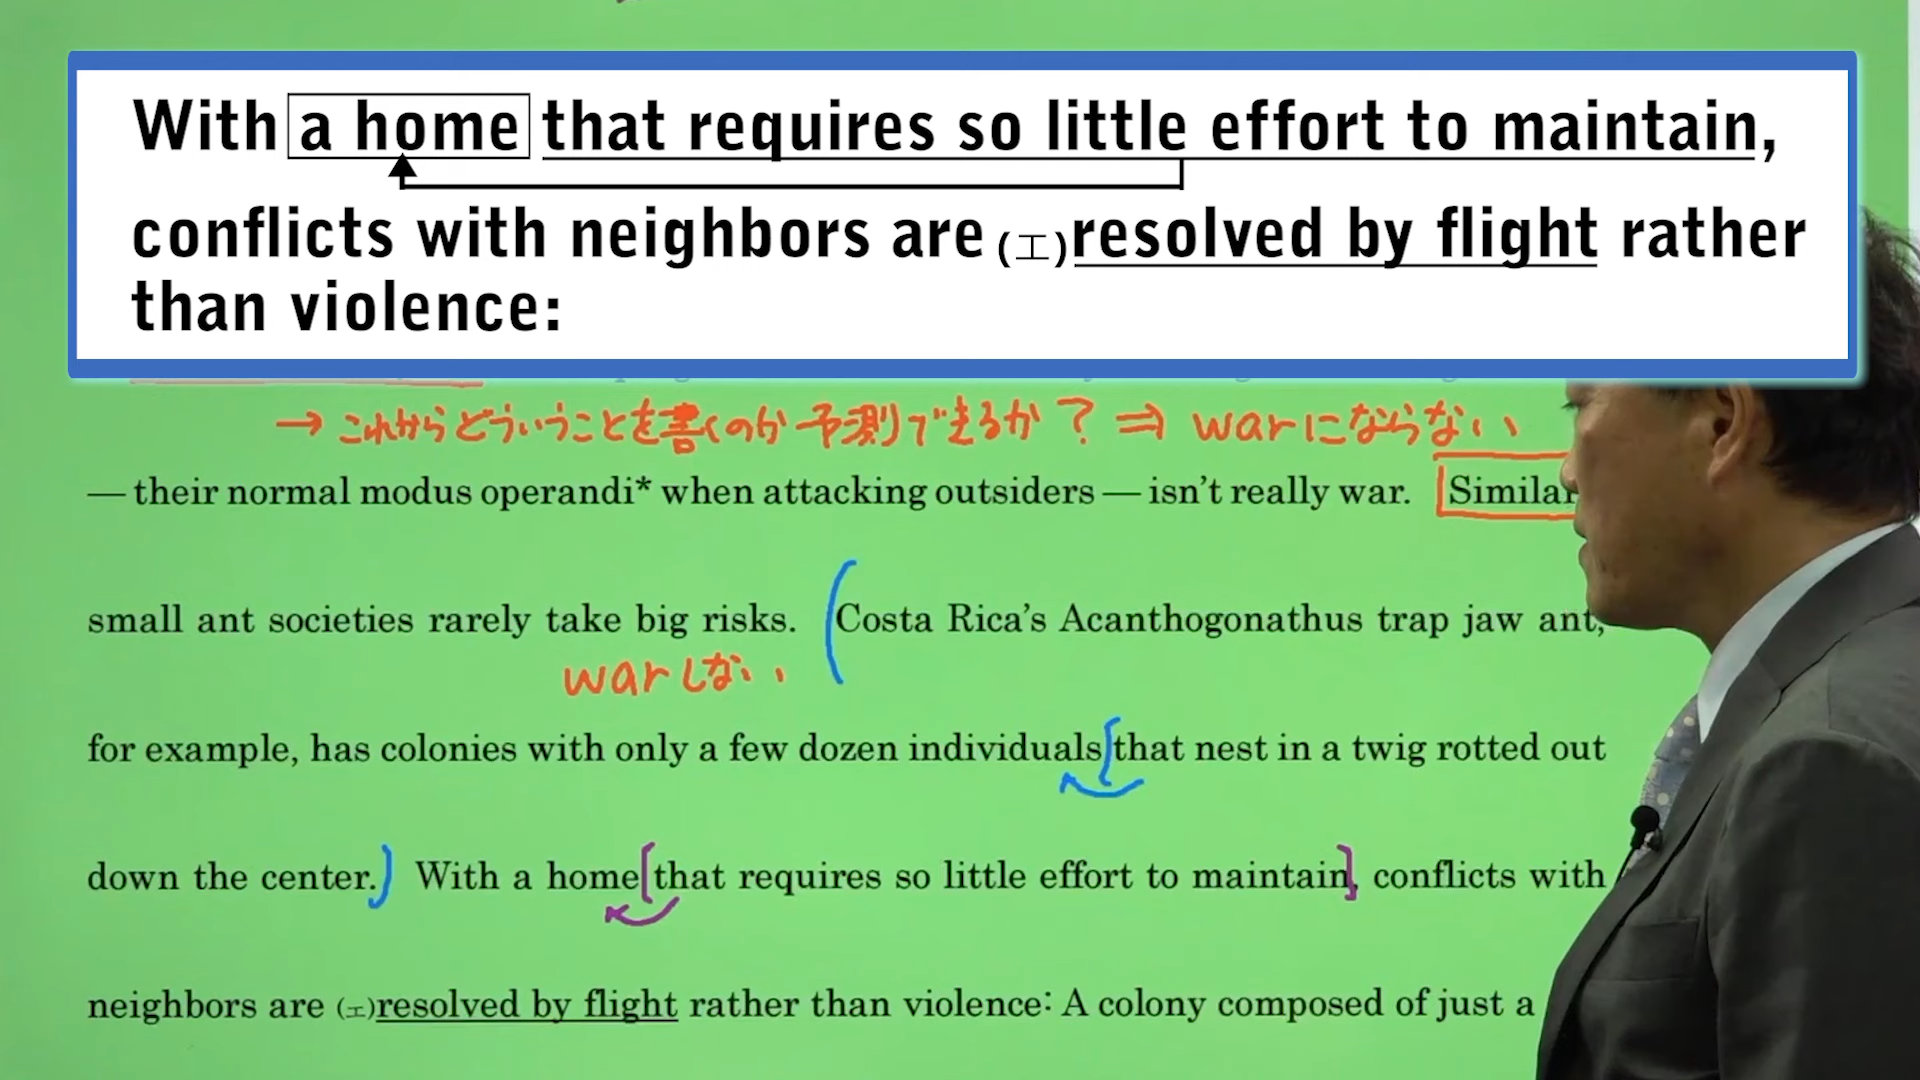 With a home that requires so little effort to maintain,
conflicts with neighbors are (エ)resolved by flight rather
than violence:
→これからどういうことを書くのか予測できるか？⇒warにならない
— their normal modus operandi* when attacking outsiders — isn't really war. Similar
small ant societies rarely take big risks. (Costa Rica's Acanthogonathus trap jaw ant,
warしない
for example, has colonies with only a few dozen individuals[that nest in a twig rotted out
down the center.) With a home[that requires so little effort to maintain], conflicts with
neighbors are (エ)resolved by flight rather than violence: A colony composed of just a